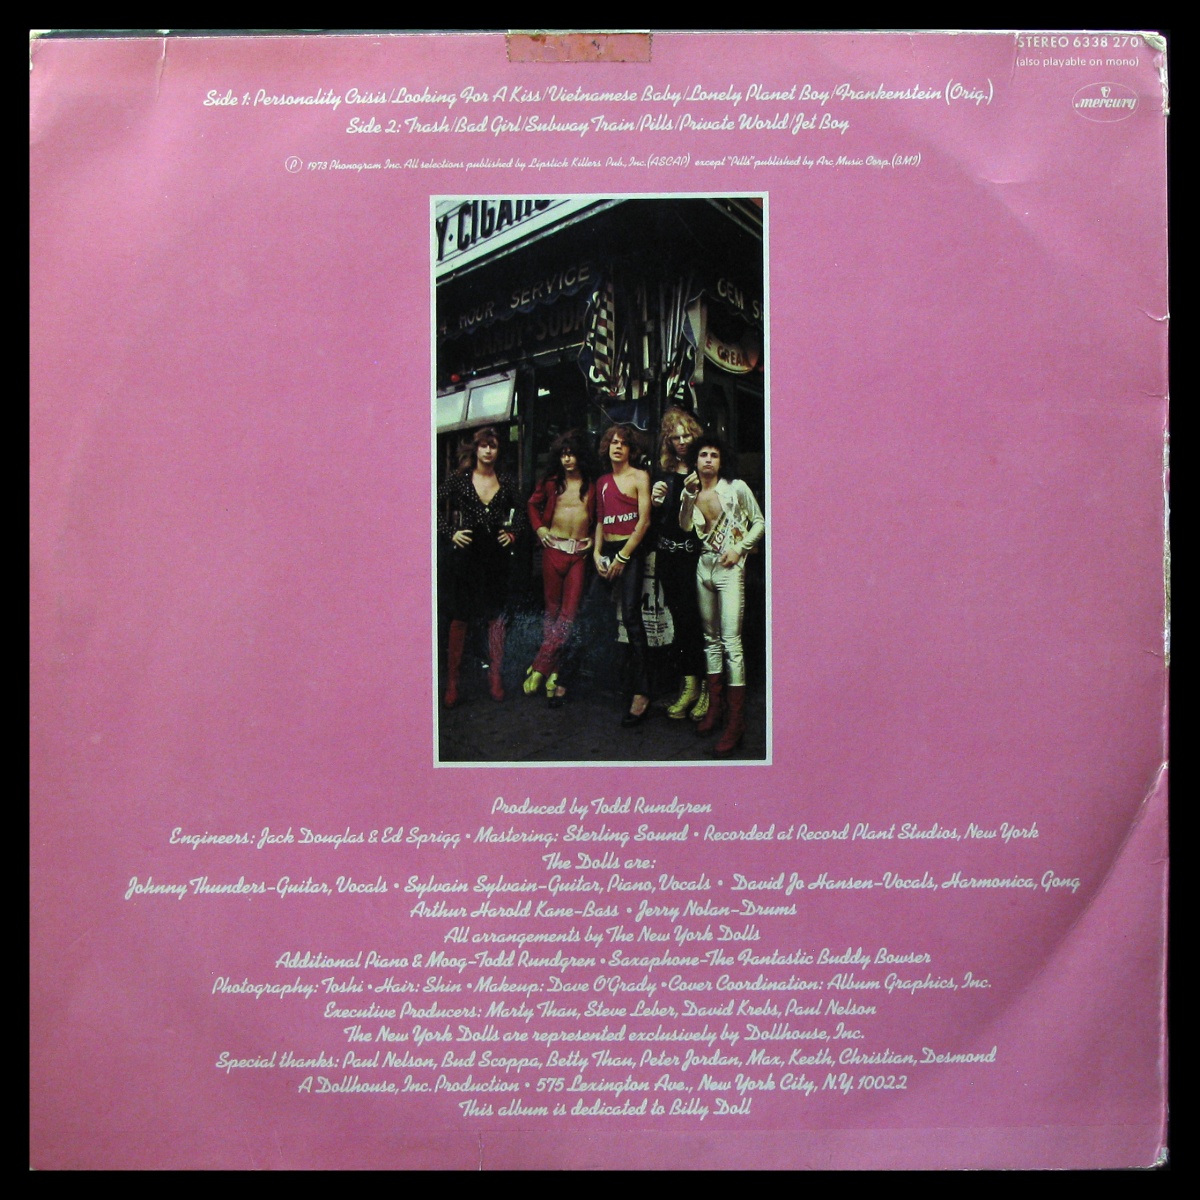 STEREO 6338 270
(also playable on mono)
mercury
Side 1: Personality Crisis/Looking For A Kiss/Vietnamese Baby/Lonely Planet Boy/Frankenstein (Orig.)
Side 2: Trash/Bad Girl/Subway Train/Pills/Private World/Jet Boy
Ⓟ 1973 Phonogram Inc. All selections published by Lipstick Killers Pub., Inc. (ASCAP) except "Pills" published by Arc Music Corp. (BMI)
HOUR SERVICE
CANDY·SODA
GEM
NEW YORK
Produced by Todd Rundgren
Engineers: Jack Douglas & Ed Sprigg • Mastering: Sterling Sound • Recorded at Record Plant Studios, New York
The Dolls are:
Johnny Thunders-Guitar, Vocals • Sylvain Sylvain-Guitar, Piano, Vocals • David Jo Hansen-Vocals, Harmonica, Gong
Arthur Harold Kane-Bass • Jerry Nolan-Drums
All arrangements by The New York Dolls
Additional Piano & Moog-Todd Rundgren • Saxaphone-The Fantastic Buddy Bowser
Photography: Toshi • Hair: Shin • Makeup: Dave O'Grady • Cover Coordination: Album Graphics, Inc.
Executive Producers: Marty Thau, Steve Leber, David Krebs, Paul Nelson
The New York Dolls are represented exclusively by Dollhouse, Inc.
Special thanks: Paul Nelson, Bud Scoppa, Betty Thau, Peter Jordan, Max, Keeth, Christian, Desmond
A Dollhouse, Inc. Production • 575 Lexington Ave., New York City, N.Y. 10022
This album is dedicated to Billy Doll